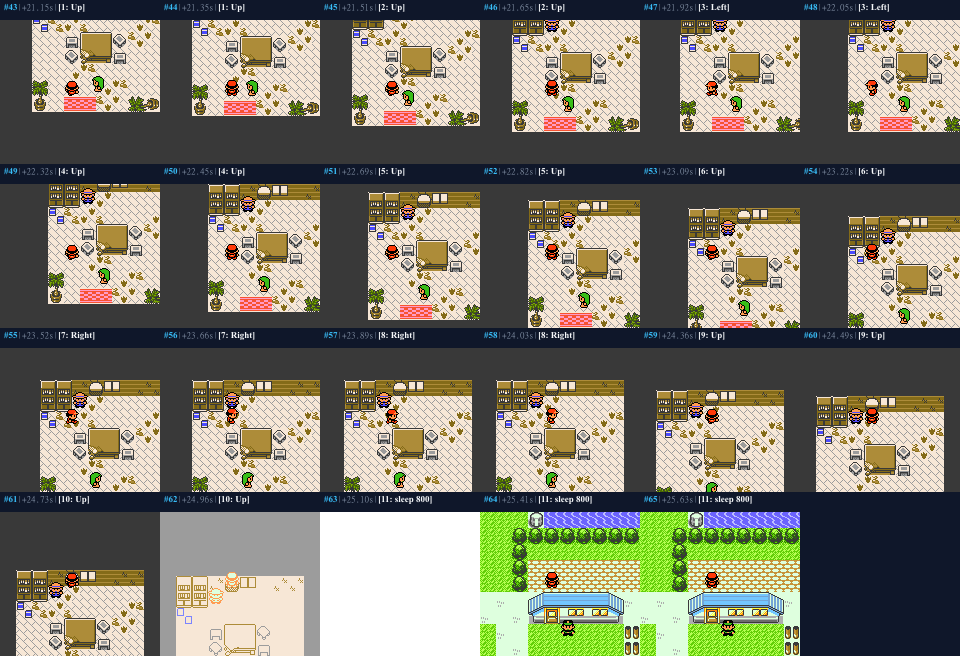 #43|+21.15s|[1: Up]
#44|+21.35s|[1: Up]
#45|+21.51s|[2: Up]
#46|+21.65s|[2: Up]
#47|+21.92s|[3: Left]
#48|+22.05s|[3: Left]
#49|+22.32s|[4: Up]
#50|+22.45s|[4: Up]
#51|+22.69s|[5: Up]
#52|+22.82s|[5: Up]
#53|+23.09s|[6: Up]
#54|+23.22s|[6: Up]
#55|+23.52s|[7: Right]
#56|+23.66s|[7: Right]
#57|+23.89s|[8: Right]
#58|+24.03s|[8: Right]
#59|+24.36s|[9: Up]
#60|+24.49s|[9: Up]
#61|+24.73s|[10: Up]
#62|+24.96s|[10: Up]
#63|+25.10s|[11: sleep 800]
#64|+25.41s|[11: sleep 800]
#65|+25.63s|[11: sleep 800]